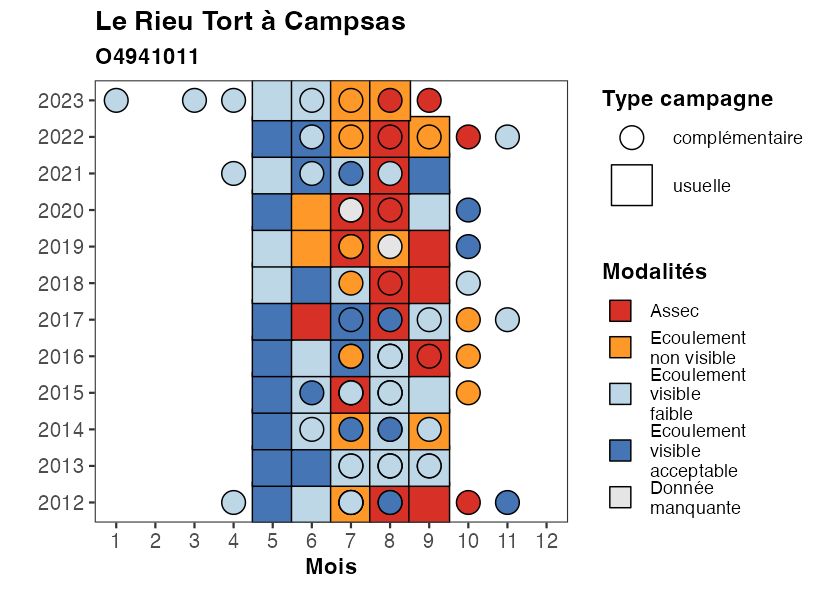 Le Rieu Tort à Campsas
O4941011
2023
2022
2021
2020
2019
2018
2017
2016
2015
2014
2013
2012
1 2 3 4 5 6 7 8 9 10 11 12
Mois
Type campagne
complémentaire
usuelle
Modalités
Assec
Ecoulement
non visible
Ecoulement
visible
faible
Ecoulement
visible
acceptable
Donnée
manquante